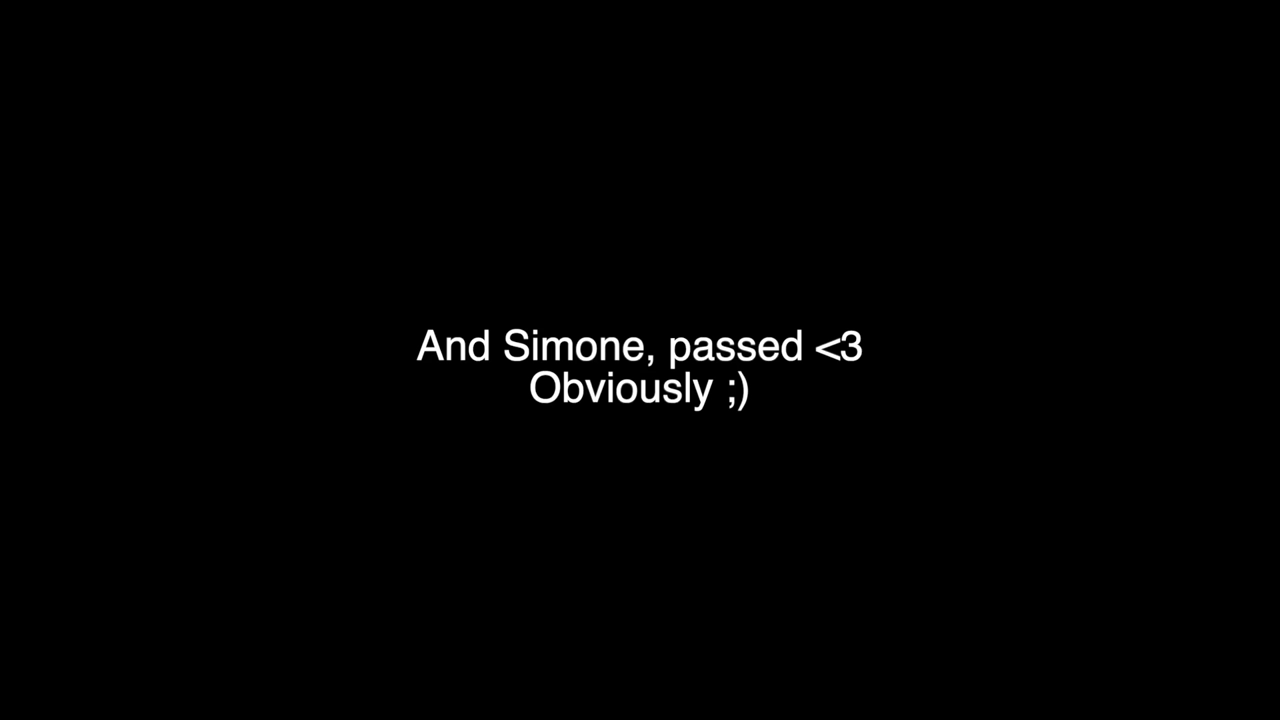 And Simone, passed <3
Obviously ;)